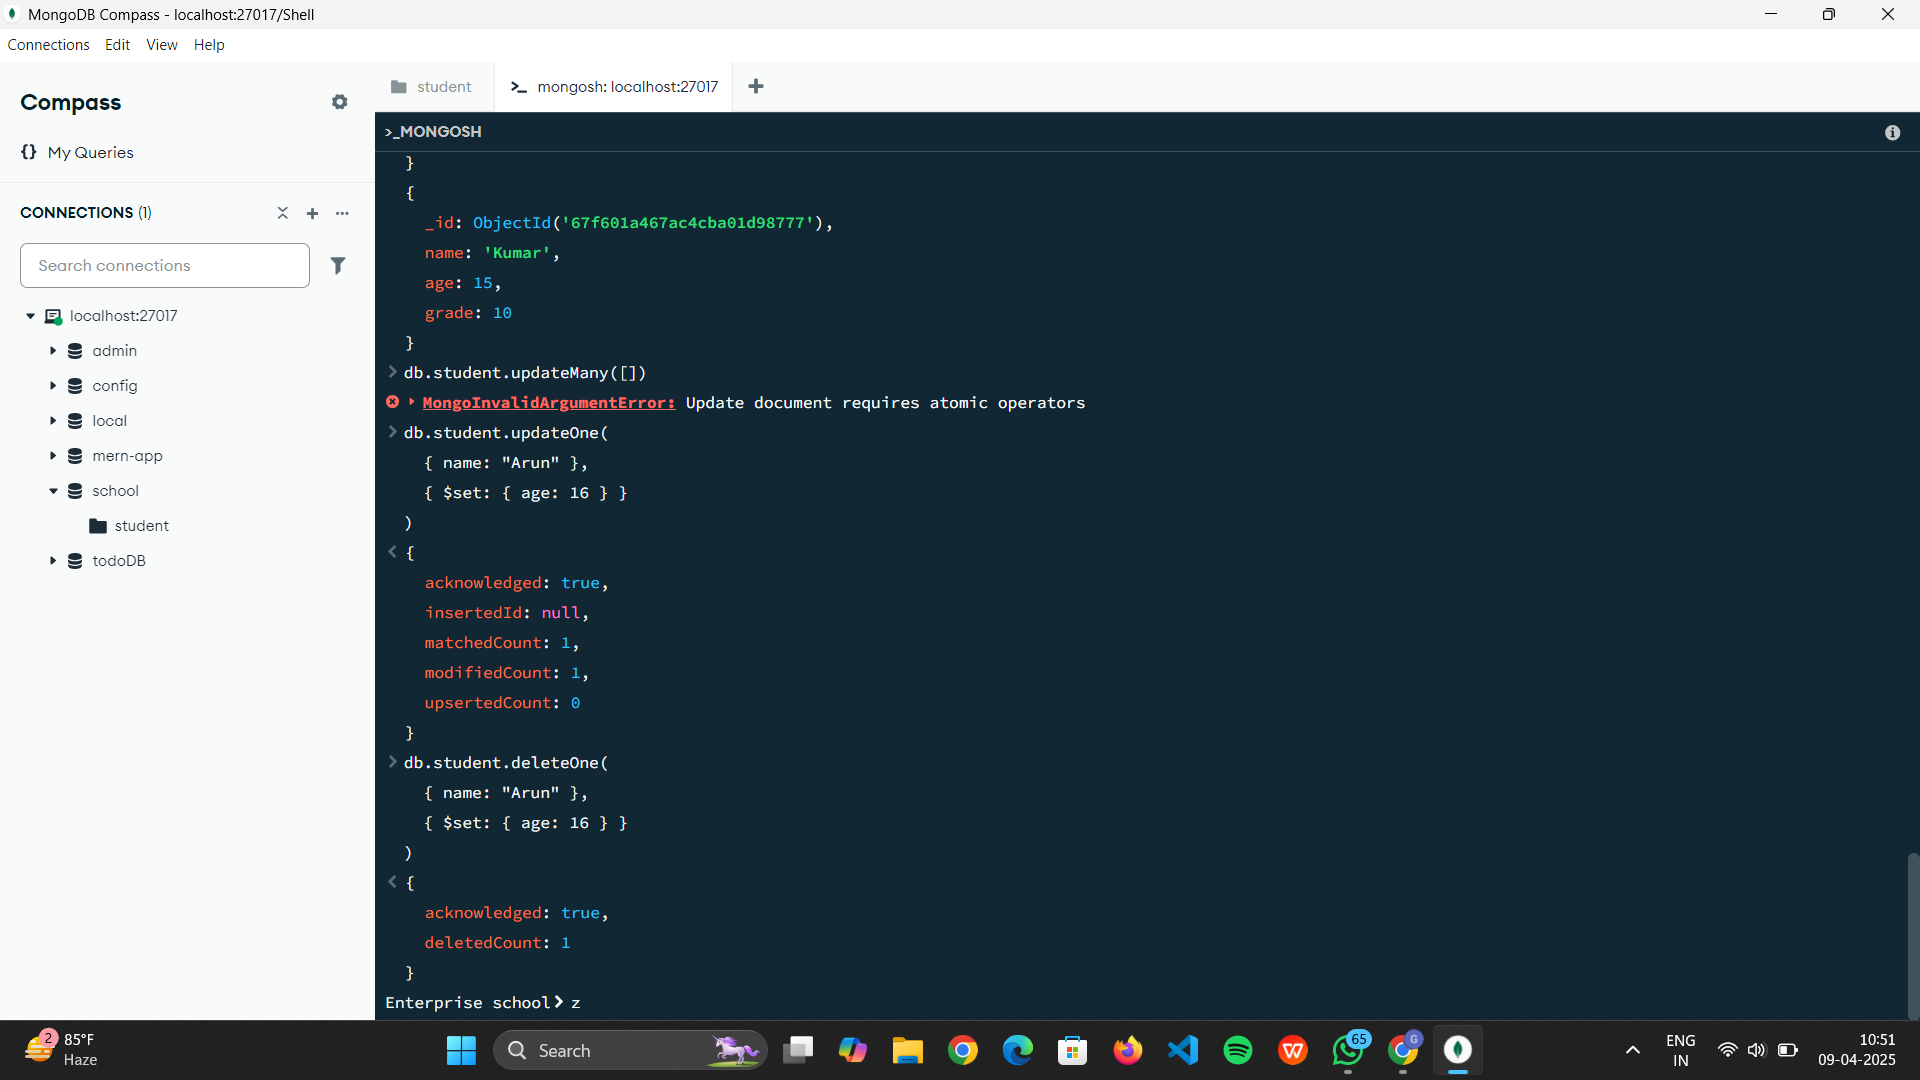 MongoDB Compass - localhost:27017/Shell
Connections Edit View Help
Compass
{} My Queries
CONNECTIONS (1)
Search connections
localhost:27017
admin
config
local
mern-app
school
student
todoDB
student
>_ mongosh: localhost:27017
>_MONGOSH
}
{
_id: ObjectId('67f601a467ac4cba01d98777'),
name: 'Kumar',
age: 15,
grade: 10
}
> db.student.updateMany([])
MongoInvalidArgumentError: Update document requires atomic operators
> db.student.updateOne(
{ name: "Arun" },
{ $set: { age: 16 } }
)
< {
acknowledged: true,
insertedId: null,
matchedCount: 1,
modifiedCount: 1,
upsertedCount: 0
}
> db.student.deleteOne(
{ name: "Arun" },
{ $set: { age: 16 } }
)
< {
acknowledged: true,
deletedCount: 1
}
Enterprise school> z
2
85°F
Haze
Search
W
65
G
ENG
IN
10:51
09-04-2025